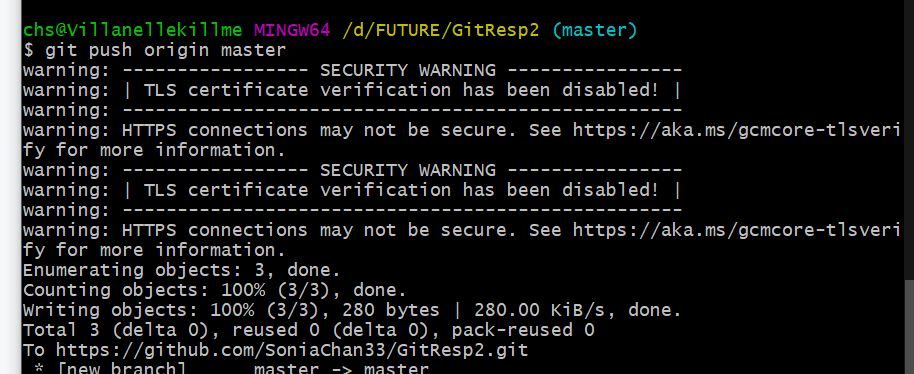 chs@Villanellekillme MINGW64 /d/FUTURE/GitResp2 (master)
$ git push origin master
warning: ----------------- SECURITY WARNING ----------------
warning: | TLS certificate verification has been disabled! |
warning: ---------------------------------------------------
warning: HTTPS connections may not be secure. See https://aka.ms/gcmcore-tlsveri
fy for more information.
warning: ----------------- SECURITY WARNING ----------------
warning: | TLS certificate verification has been disabled! |
warning: ---------------------------------------------------
warning: HTTPS connections may not be secure. See https://aka.ms/gcmcore-tlsveri
fy for more information.
Enumerating objects: 3, done.
Counting objects: 100% (3/3), done.
Writing objects: 100% (3/3), 280 bytes | 280.00 KiB/s, done.
Total 3 (delta 0), reused 0 (delta 0), pack-reused 0
To https://github.com/SoniaChan33/GitResp2.git
 * [new branch]      master -> master